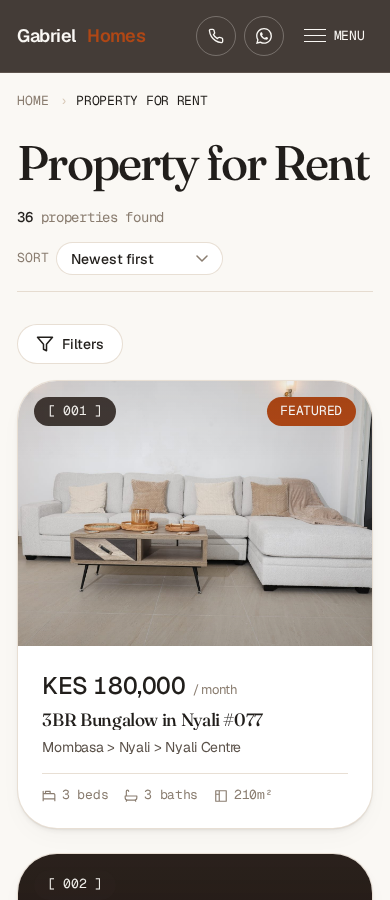 Gabriel Homes
MENU
HOME › PROPERTY FOR RENT
Property for Rent
36 properties found
SORT Newest first
Filters
[ 001 ]
FEATURED
KES 180,000 / month
3BR Bungalow in Nyali #077
Mombasa > Nyali > Nyali Centre
3 beds 3 baths 210m²
[ 002 ]